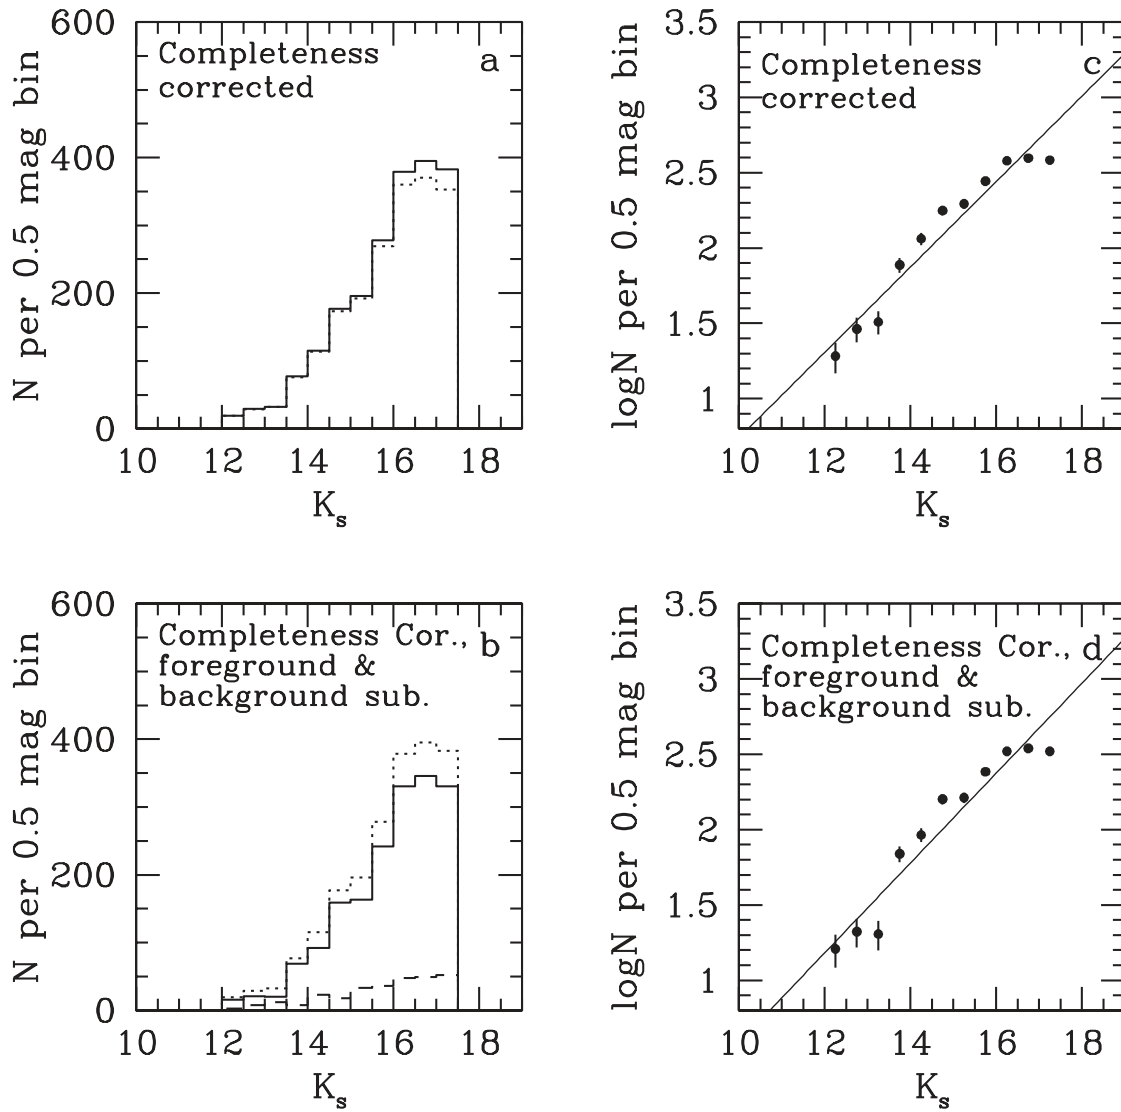 Completeness
corrected
a
N per 0.5 mag bin
600
400
200
0
10 12 14 16 18
Ks
Completeness
corrected
c
logN per 0.5 mag bin
3.5
3
2.5
2
1.5
1
10 12 14 16 18
Ks
Completeness Cor.,
foreground &
background sub.
b
N per 0.5 mag bin
600
400
200
0
10 12 14 16 18
Ks
Completeness Cor.,
foreground &
background sub.
d
logN per 0.5 mag bin
3.5
3
2.5
2
1.5
1
10 12 14 16 18
Ks